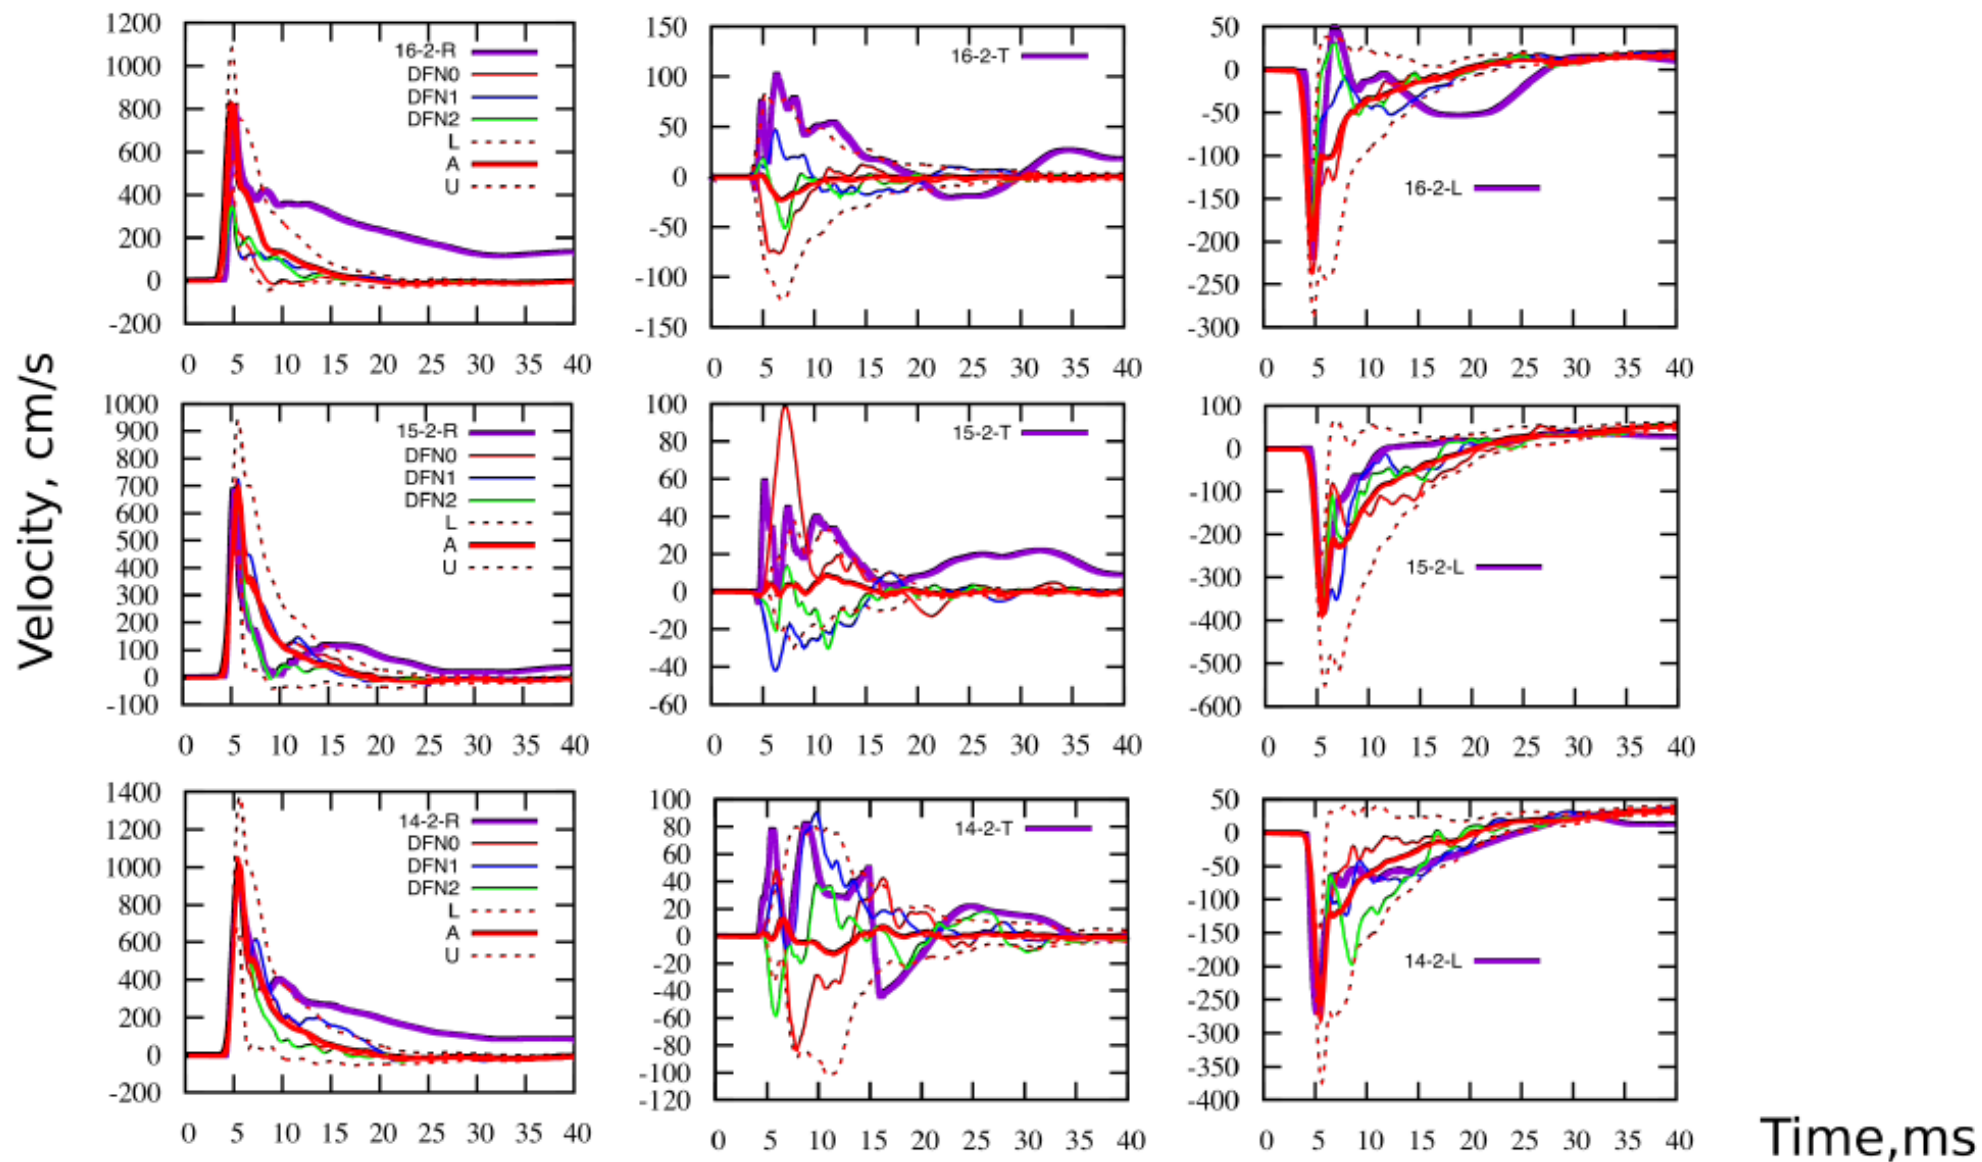 Velocity, cm/s
1200
1000
800
600
400
200
0
-200
16-2-R
DFN0
DFN1
DFN2
L
A
U
0 5 10 15 20 25 30 35 40
150
100
50
0
-50
-100
-150
16-2-T
0 5 10 15 20 25 30 35 40
50
0
-50
-100
-150
-200
-250
-300
16-2-L
0 5 10 15 20 25 30 35 40
1000
900
800
700
600
500
400
300
200
100
0
-100
15-2-R
DFN0
DFN1
DFN2
L
A
U
0 5 10 15 20 25 30 35 40
100
80
60
40
20
0
-20
-40
-60
15-2-T
0 5 10 15 20 25 30 35 40
100
0
-100
-200
-300
-400
-500
-600
15-2-L
0 5 10 15 20 25 30 35 40
1400
1200
1000
800
600
400
200
0
-200
14-2-R
DFN0
DFN1
DFN2
L
A
U
0 5 10 15 20 25 30 35 40
100
80
60
40
20
0
-20
-40
-60
-80
-100
-120
14-2-T
0 5 10 15 20 25 30 35 40
50
0
-50
-100
-150
-200
-250
-300
-350
-400
14-2-L
0 5 10 15 20 25 30 35 40
Time,ms